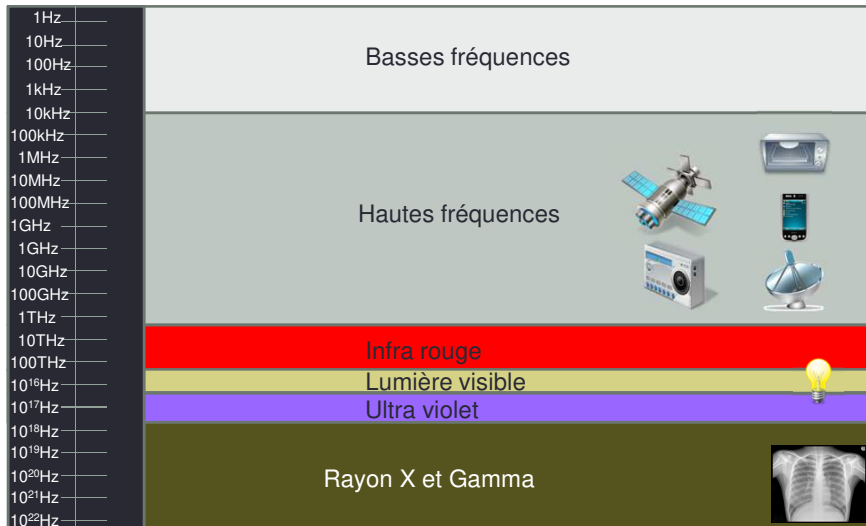 1Hz
10Hz
100Hz
1kHz
10kHz
100kHz
1MHz
10MHz
100MHz
1GHz
1GHz
10GHz
100GHz
1THz
10THz
100THz
10¹⁶Hz
10¹⁷Hz
10¹⁸Hz
10¹⁹Hz
10²⁰Hz
10²¹Hz
10²²Hz
Basses fréquences
Hautes fréquences
Infra rouge
Lumière visible
Ultra violet
Rayon X et Gamma